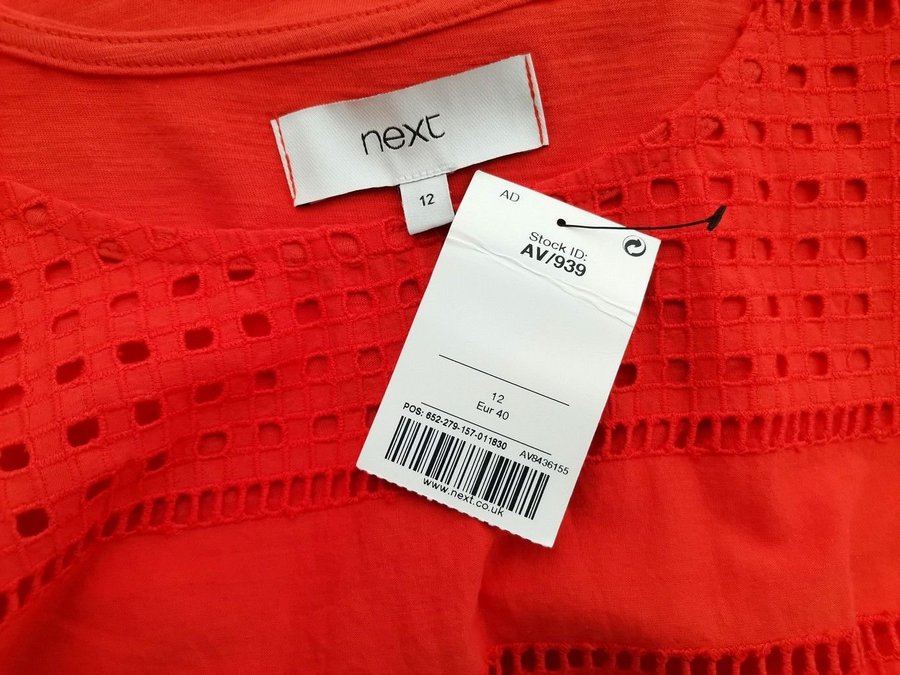 next
12
AD
Stock ID:
AV/939
12
Eur 40
POS: 652-279-157-011830
AV8436155
www.next.co.uk